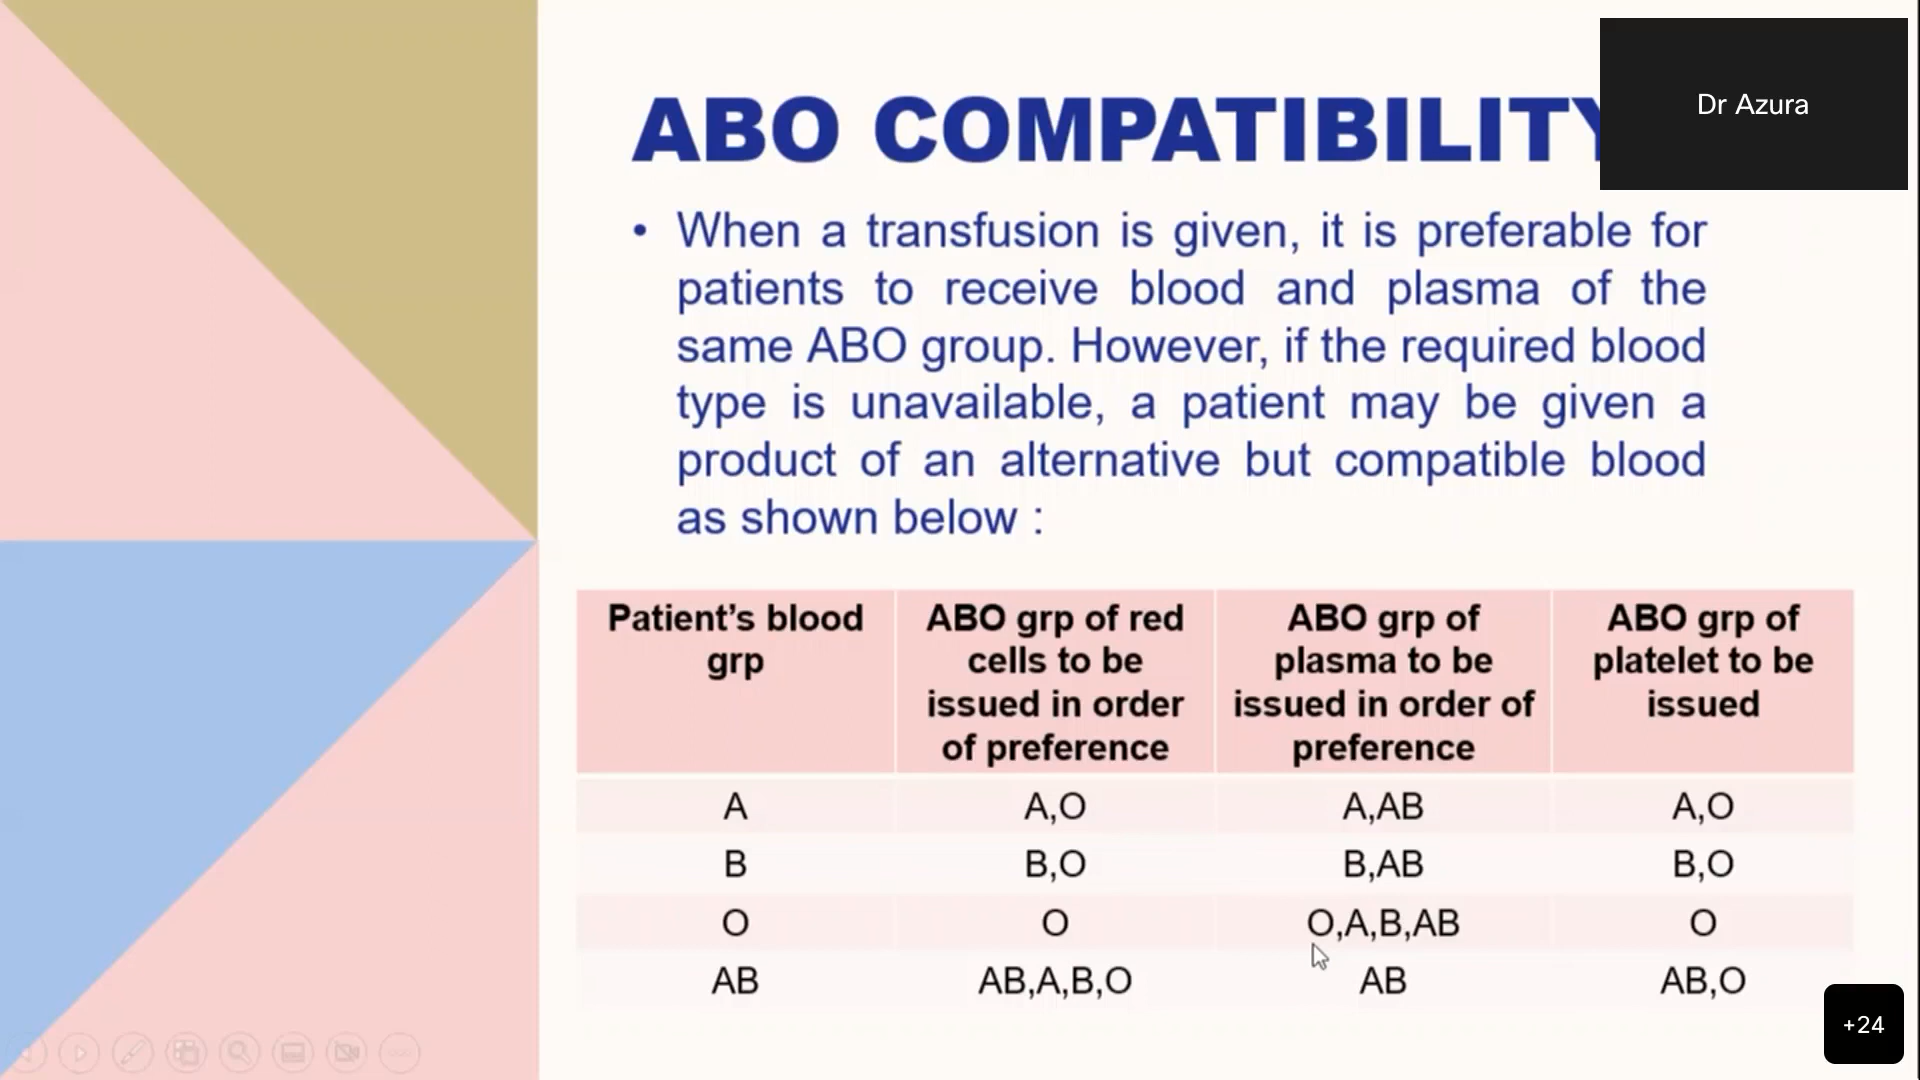 ABO COMPATIBILITY
Dr Azura
• When a transfusion is given, it is preferable for
patients to receive blood and plasma of the
same ABO group. However, if the required blood
type is unavailable, a patient may be given a
product of an alternative but compatible blood
as shown below :
Patient’s blood grp | ABO grp of red cells to be issued in order of preference | ABO grp of plasma to be issued in order of preference | ABO grp of platelet to be issued
A | A,O | A,AB | A,O
B | B,O | B,AB | B,O
O | O | O,A,B,AB | O
AB | AB,A,B,O | AB | AB,O
+24